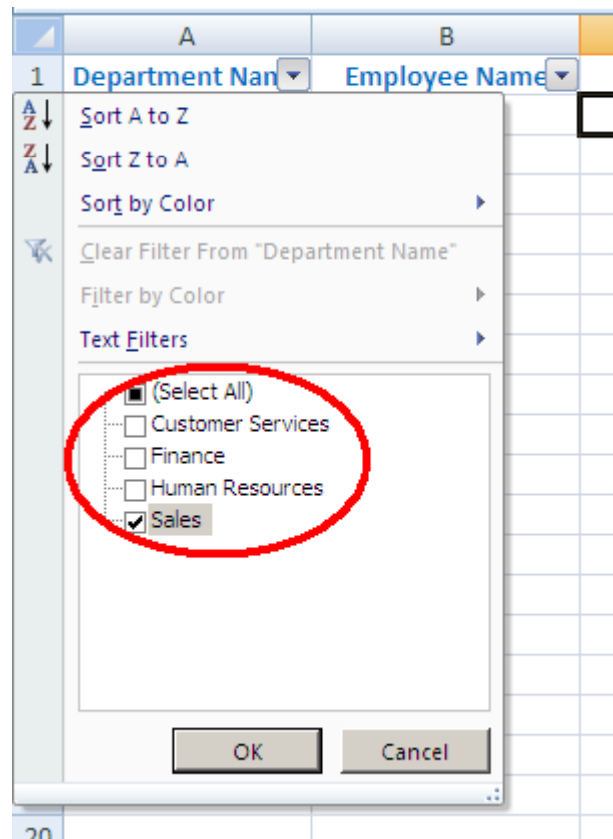 A B
1 Department Nan Employee Name
A Z Sort A to Z
Z A Sort Z to A
Sort by Color
Clear Filter From "Department Name"
Filter by Color
Text Filters
(Select All)
Customer Services
Finance
Human Resources
Sales
OK Cancel
20